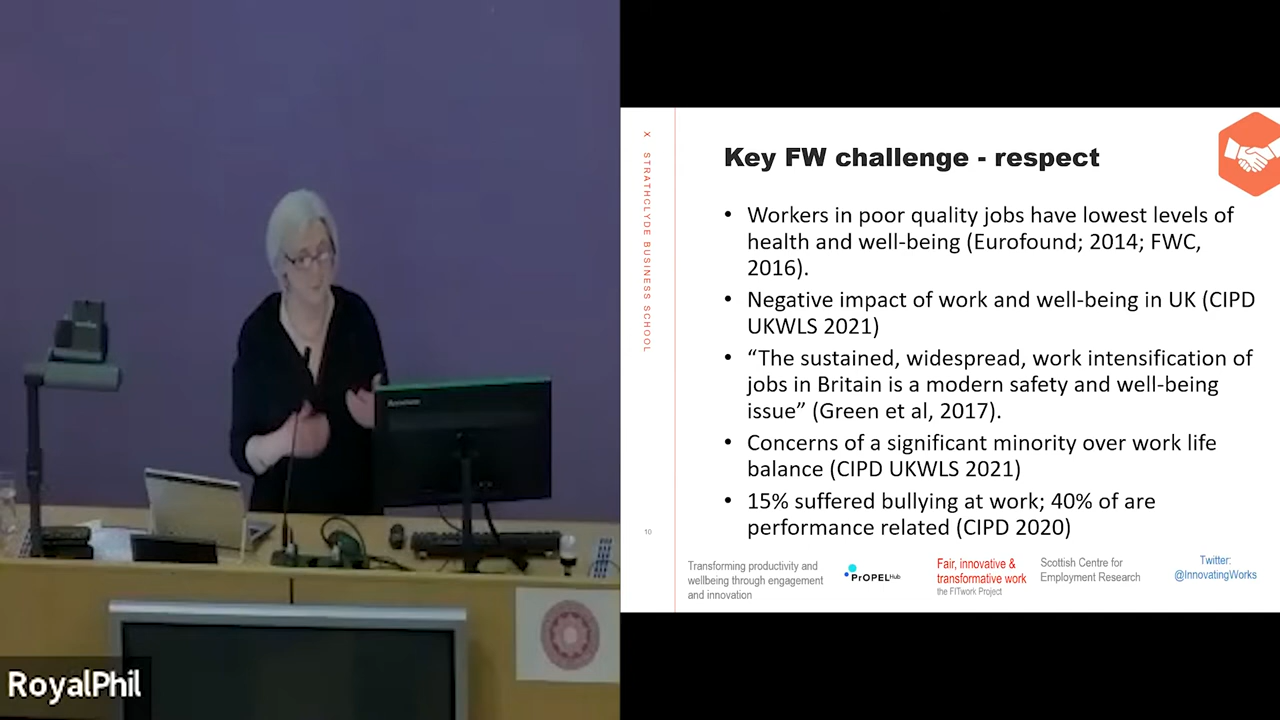 Lenovo
RoyalPhil
X STRATHCLYDE BUSINESS SCHOOL
Key FW challenge - respect
• Workers in poor quality jobs have lowest levels of
health and well-being (Eurofound; 2014; FWC,
2016).
• Negative impact of work and well-being in UK (CIPD
UKWLS 2021)
• “The sustained, widespread, work intensification of
jobs in Britain is a modern safety and well-being
issue” (Green et al, 2017).
• Concerns of a significant minority over work life
balance (CIPD UKWLS 2021)
• 15% suffered bullying at work; 40% of are
performance related (CIPD 2020)
10
Transforming productivity and
wellbeing through engagement
and innovation
PrOPEL Hub
Fair, innovative &
transformative work
the FITwork Project
Scottish Centre for
Employment Research
Twitter:
@InnovatingWorks